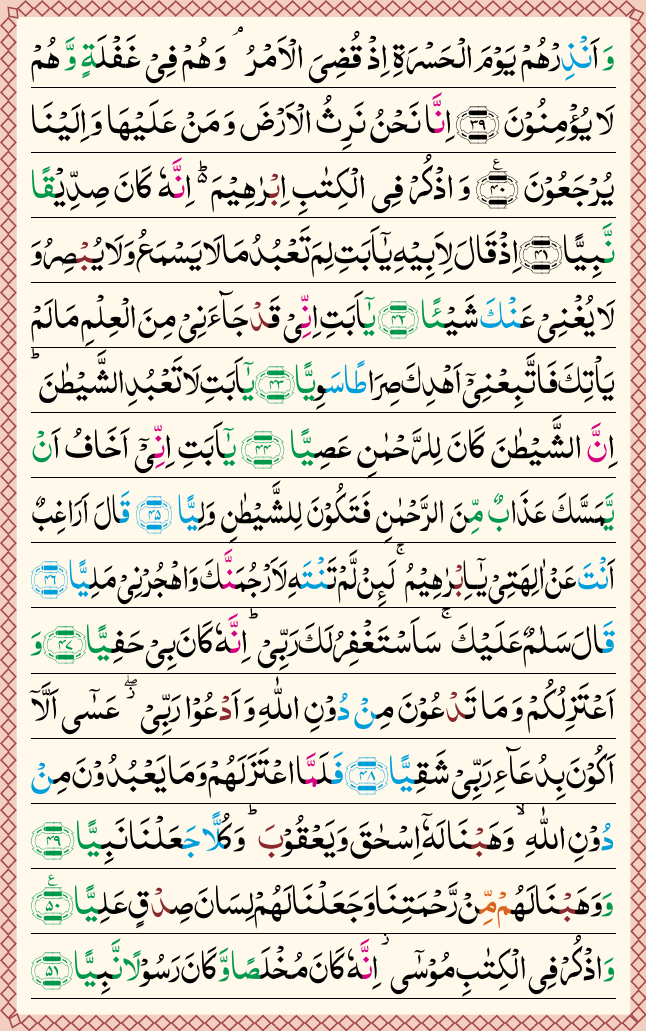 وَاَنْذِرْهُمْ يَوْمَ الْحَسْرَةِ اِذْ قُضِىَ الْاَمْرُ ۘ وَهُمْ فِىْ غَفْلَةٍ وَّ هُمْ
لَا يُؤْمِنُوْنَ ﴿۳۹﴾ اِنَّا نَحْنُ نَرِثُ الْاَرْضَ وَمَنْ عَلَيْهَا وَاِلَيْنَا
يُرْجَعُوْنَ ﴿۴۰﴾ۧ وَاذْكُرْ فِى الْكِتٰبِ اِبْرٰهِيْمَ ؕ اِنَّهٗ كَانَ صِدِّيْقًا
نَّبِيًّا ﴿۴۱﴾ اِذْ قَالَ لِاَبِيْهِ يٰۤاَبَتِ لِمَ تَعْبُدُ مَا لَا يَسْمَعُ وَلَا يُبْصِرُ وَ
لَا يُغْنِىْ عَنْكَ شَيْئًا ﴿۴۲﴾ يٰۤاَبَتِ اِنِّىْ قَدْ جَآءَنِىْ مِنَ الْعِلْمِ مَا لَمْ
يَاْتِكَ فَاتَّبِعْنِىْۤ اَهْدِكَ صِرَاطًا سَوِيًّا ﴿۴۳﴾ يٰۤاَبَتِ لَا تَعْبُدِ الشَّيْطٰنَ ؕ
اِنَّ الشَّيْطٰنَ كَانَ لِلرَّحْمٰنِ عَصِيًّا ﴿۴۴﴾ يٰۤاَبَتِ اِنِّىْۤ اَخَافُ اَنْ
يَّمَسَّكَ عَذَابٌ مِّنَ الرَّحْمٰنِ فَتَكُوْنَ لِلشَّيْطٰنِ وَلِيًّا ﴿۴۵﴾ قَالَ اَرَاغِبٌ
اَنْتَ عَنْ اٰلِهَتِىْ يٰۤاِبْرٰهِيْمُ ۚ لَئِنْ لَّمْ تَنْتَهِ لَاَرْجُمَنَّكَ وَاهْجُرْنِىْ مَلِيًّا ﴿۴۶﴾
قَالَ سَلٰمٌ عَلَيْكَ ۚ سَاَسْتَغْفِرُ لَكَ رَبِّىْ ؕ اِنَّهٗ كَانَ بِىْ حَفِيًّا ﴿۴۷﴾ وَ
اَعْتَزِلُكُمْ وَمَا تَدْعُوْنَ مِنْ دُوْنِ اللّٰهِ وَاَدْعُوْا رَبِّىْ ۖ عَسٰٓى اَلَّاۤ
اَكُوْنَ بِدُعَآءِ رَبِّىْ شَقِيًّا ﴿۴۸﴾ فَلَمَّا اعْتَزَلَهُمْ وَمَا يَعْبُدُوْنَ مِنْ
دُوْنِ اللّٰهِ ۙ وَهَبْنَا لَهٗۤ اِسْحٰقَ وَيَعْقُوْبَ ؕ وَكُلًّا جَعَلْنَا نَبِيًّا ﴿۴۹﴾
وَوَهَبْنَا لَهُمْ مِّنْ رَّحْمَتِنَا وَجَعَلْنَا لَهُمْ لِسَانَ صِدْقٍ عَلِيًّا ﴿۵۰﴾ۧ
وَاذْكُرْ فِى الْكِتٰبِ مُوْسٰٓى ۫ اِنَّهٗ كَانَ مُخْلَصًا وَّكَانَ رَسُوْلًا نَّبِيًّا ﴿۵۱﴾